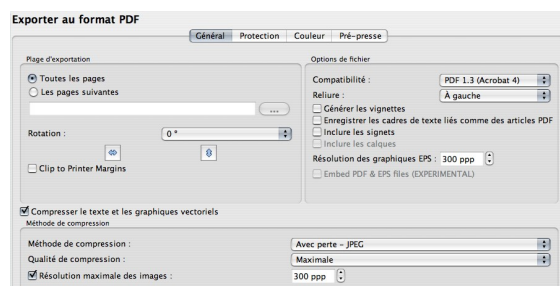 Exporter au format PDF
Général Protection Couleur Pré-presse
Plage d'exportation
Toutes les pages
Les pages suivantes
...
Rotation : 0 °
Clip to Printer Margins
Options de fichier
Compatibilité : PDF 1.3 (Acrobat 4)
Reliure : À gauche
Générer les vignettes
Enregistrer les cadres de texte liés comme des articles PDF
Inclure les signets
Inclure les calques
Résolution des graphiques EPS : 300 ppp
Embed PDF & EPS files (EXPERIMENTAL)
Compresser le texte et les graphiques vectoriels
Méthode de compression
Méthode de compression : Avec perte - JPEG
Qualité de compression : Maximale
Résolution maximale des images : 300 ppp